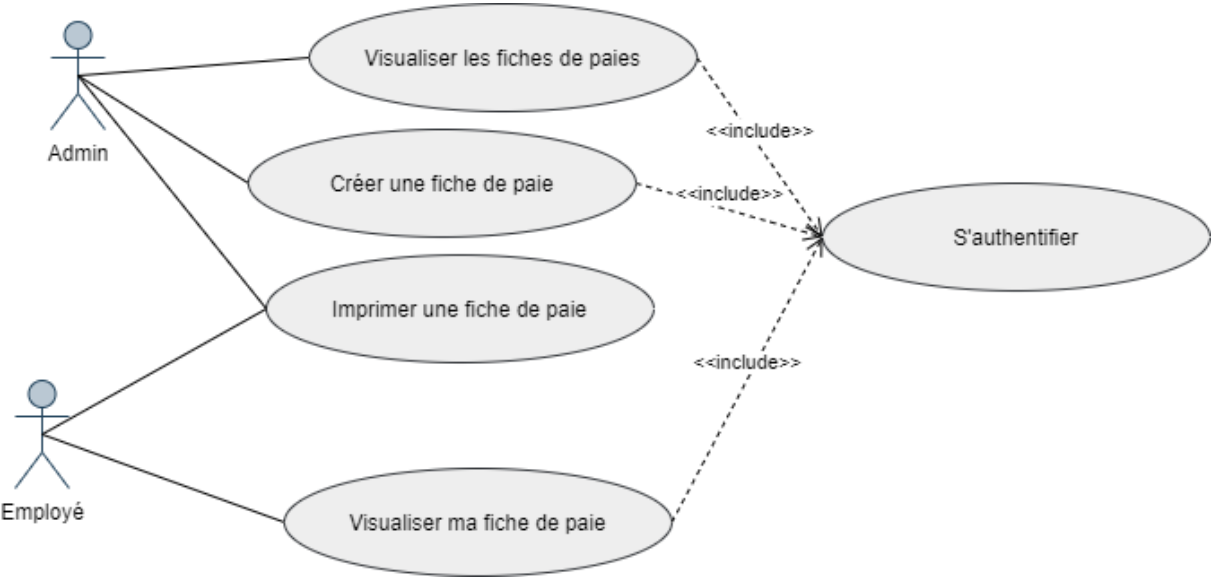 Visualiser les fiches de paies
<<include>>
Admin
Créer une fiche de paie
<<include>>
S'authentifier
Imprimer une fiche de paie
<<include>>
Employé
Visualiser ma fiche de paie